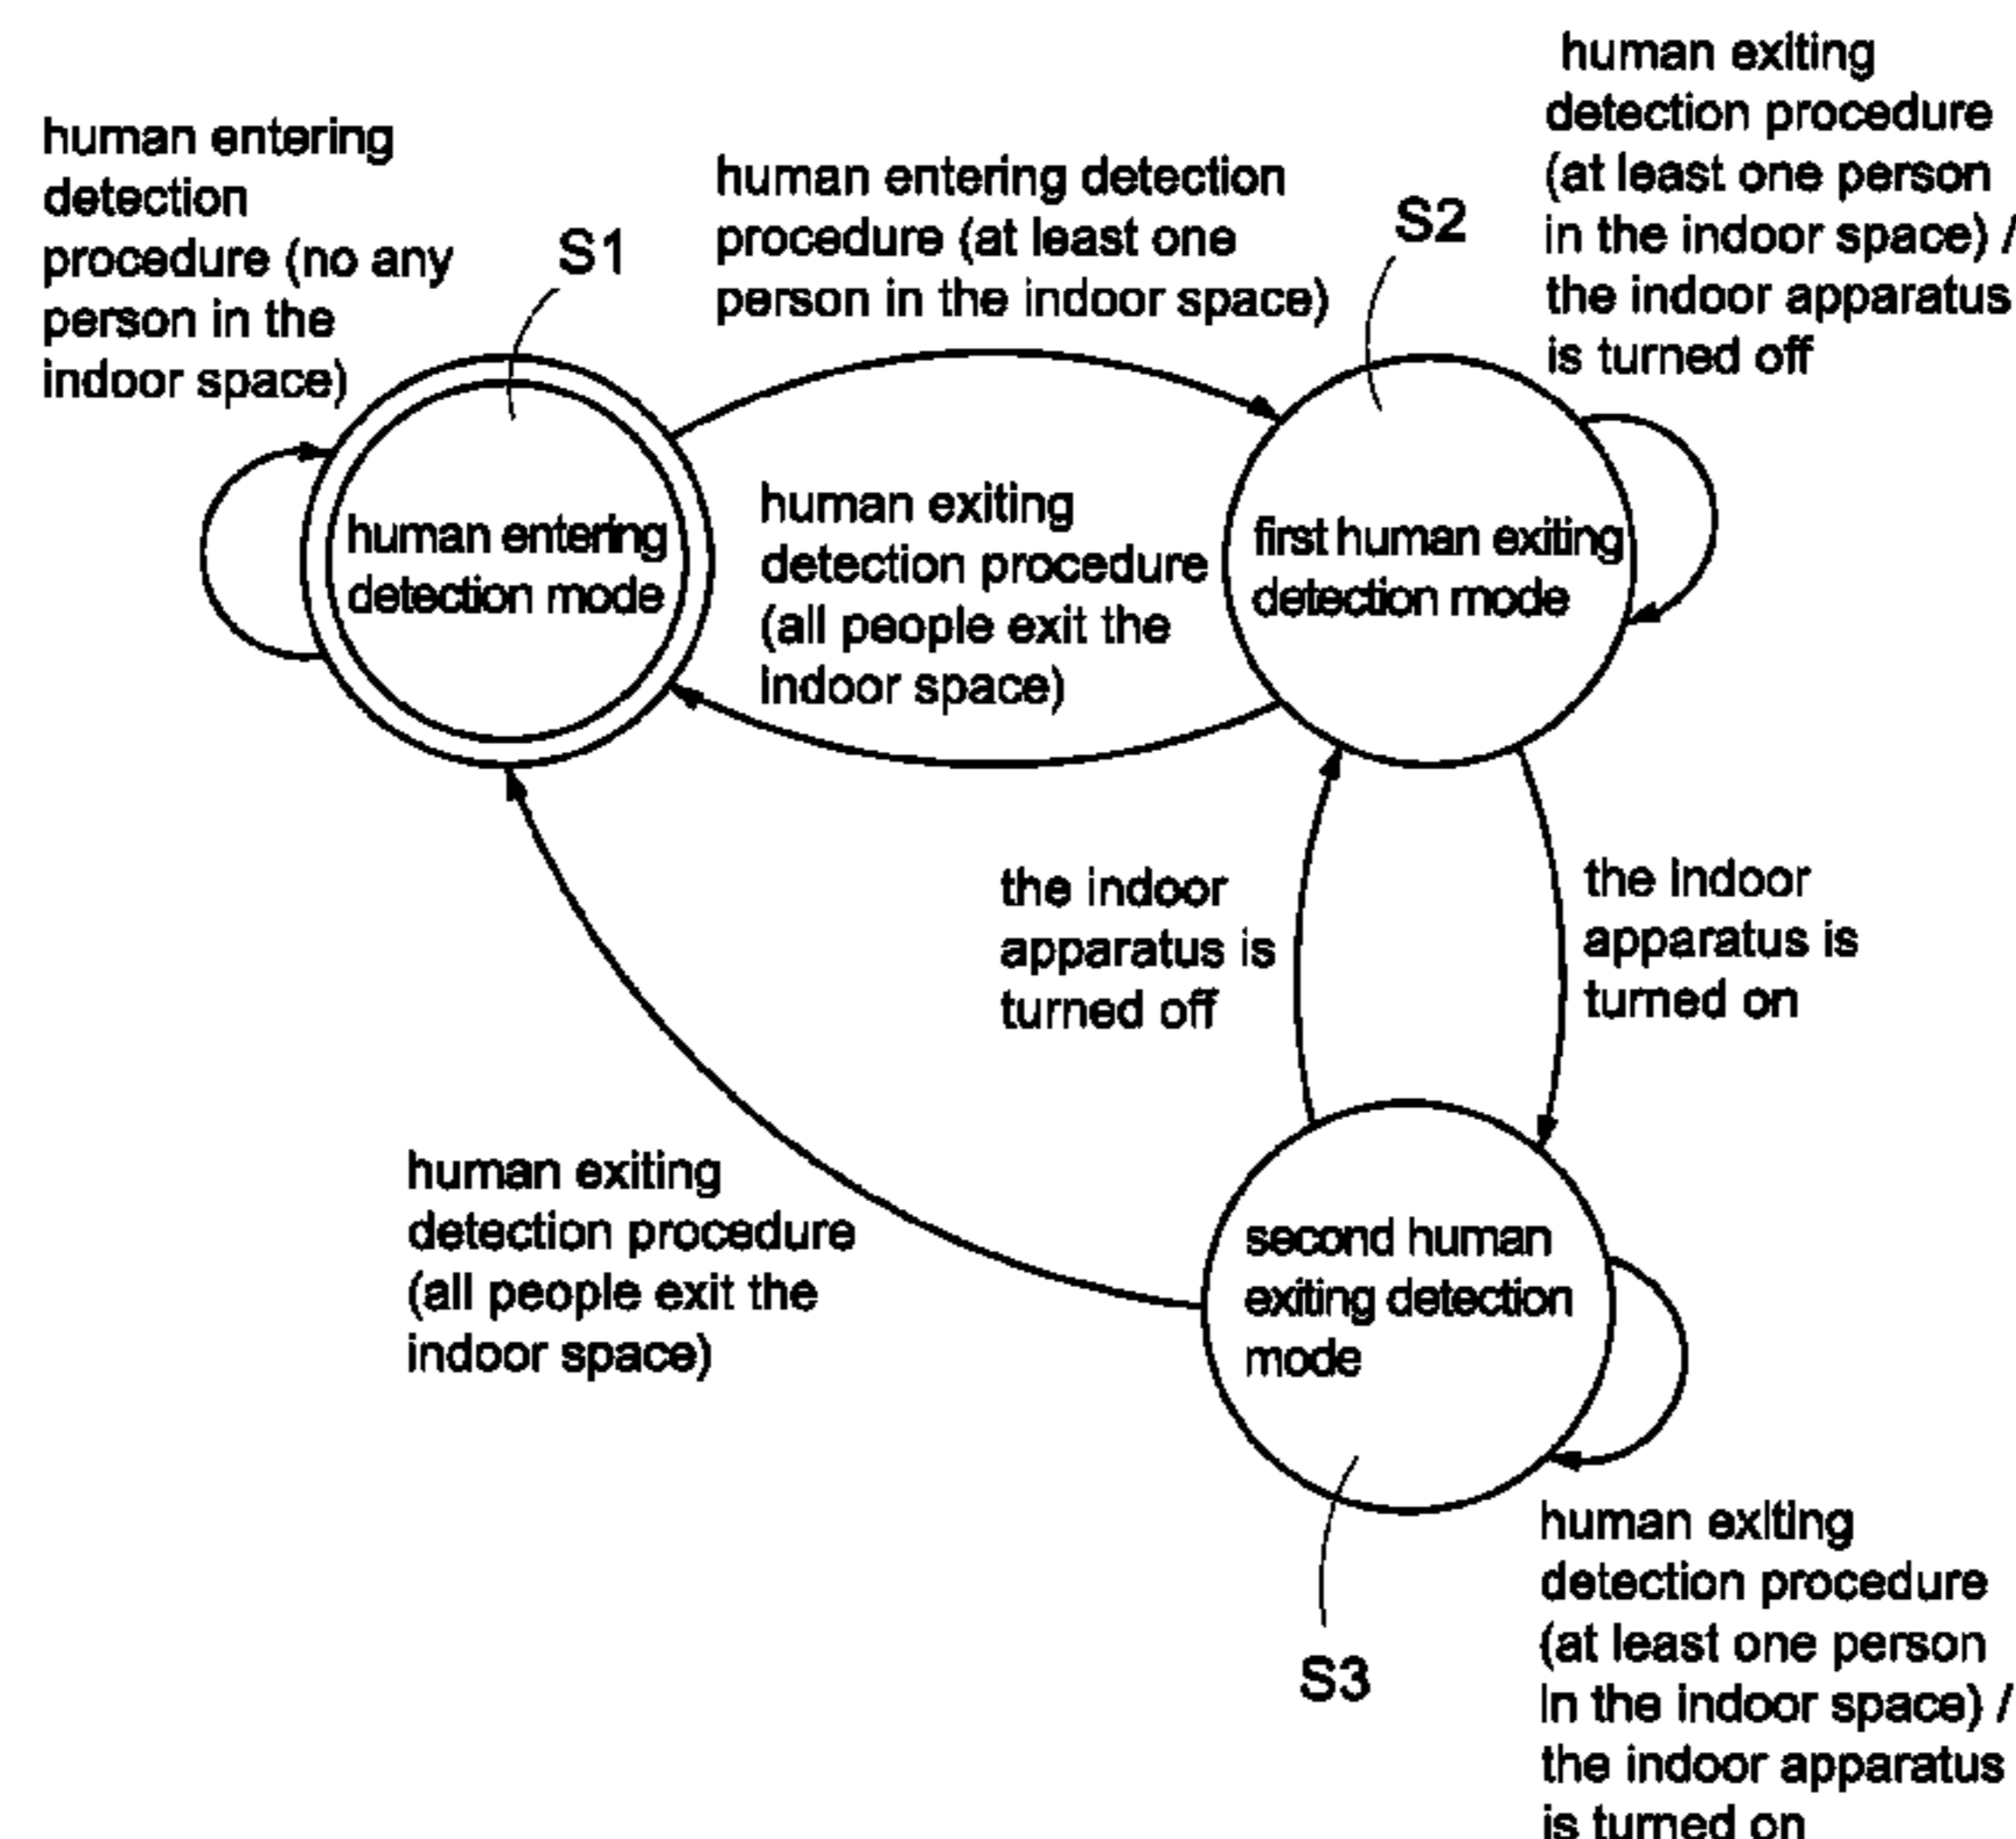 human entering
detection
procedure (no any
person in the
indoor space)
S1
human entering detection
procedure (at least one
person in the indoor space)
S2
human exiting
detection procedure
(at least one person
in the indoor space) /
the indoor apparatus
is turned off
human entering
detection mode
human exiting
detection procedure
(all people exit the
indoor space)
first human exiting
detection mode
the indoor
apparatus is
turned off
the indoor
apparatus is
turned on
human exiting
detection procedure
(all people exit the
indoor space)
second human
exiting detection
mode
S3
human exiting
detection procedure
(at least one person
in the indoor space) /
the indoor apparatus
is turned on